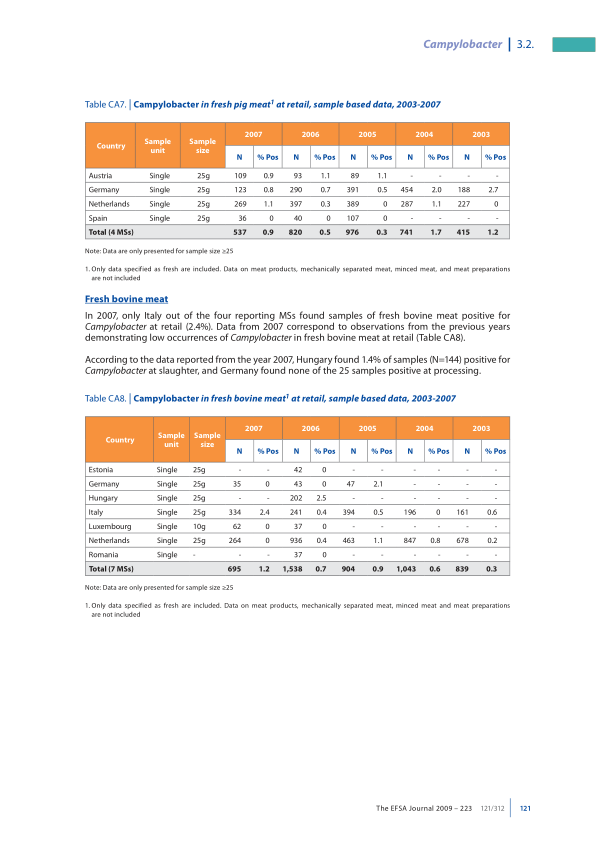 Campylobacter | 3.2.
Table CA7. | Campylobacter in fresh pig meat1 at retail, sample based data, 2003-2007
Country Sample unit Sample size 2007 2006 2005 2004 2003
N % Pos N % Pos N % Pos N % Pos N % Pos
Austria Single 25g 109 0.9 93 1.1 89 1.1 - - - -
Germany Single 25g 123 0.8 290 0.7 391 0.5 454 2.0 188 2.7
Netherlands Single 25g 269 1.1 397 0.3 389 0 287 1.1 227 0
Spain Single 25g 36 0 40 0 107 0 - - - -
Total (4 MSs) 537 0.9 820 0.5 976 0.3 741 1.7 415 1.2
Note: Data are only presented for sample size ≥25
1. Only data specified as fresh are included. Data on meat products, mechanically separated meat, minced meat, and meat preparations
are not included
Fresh bovine meat
In 2007, only Italy out of the four reporting MSs found samples of fresh bovine meat positive for
Campylobacter at retail (2.4%). Data from 2007 correspond to observations from the previous years
demonstrating low occurrences of Campylobacter in fresh bovine meat at retail (Table CA8).
According to the data reported from the year 2007, Hungary found 1.4% of samples (N=144) positive for
Campylobacter at slaughter, and Germany found none of the 25 samples positive at processing.
Table CA8. | Campylobacter in fresh bovine meat1 at retail, sample based data, 2003-2007
Country Sample unit Sample size 2007 2006 2005 2004 2003
N % Pos N % Pos N % Pos N % Pos N % Pos
Estonia Single 25g - - 42 0 - - - - - -
Germany Single 25g 35 0 43 0 47 2.1 - - - -
Hungary Single 25g - - 202 2.5 - - - - - -
Italy Single 25g 334 2.4 241 0.4 394 0.5 196 0 161 0.6
Luxembourg Single 10g 62 0 37 0 - - - - - -
Netherlands Single 25g 264 0 936 0.4 463 1.1 847 0.8 678 0.2
Romania Single - - - 37 0 - - - - - -
Total (7 MSs) 695 1.2 1,538 0.7 904 0.9 1,043 0.6 839 0.3
Note: Data are only presented for sample size ≥25
1. Only data specified as fresh are included. Data on meat products, mechanically separated meat, minced meat and meat preparations
are not included
The EFSA Journal 2009 – 223 121/312 121